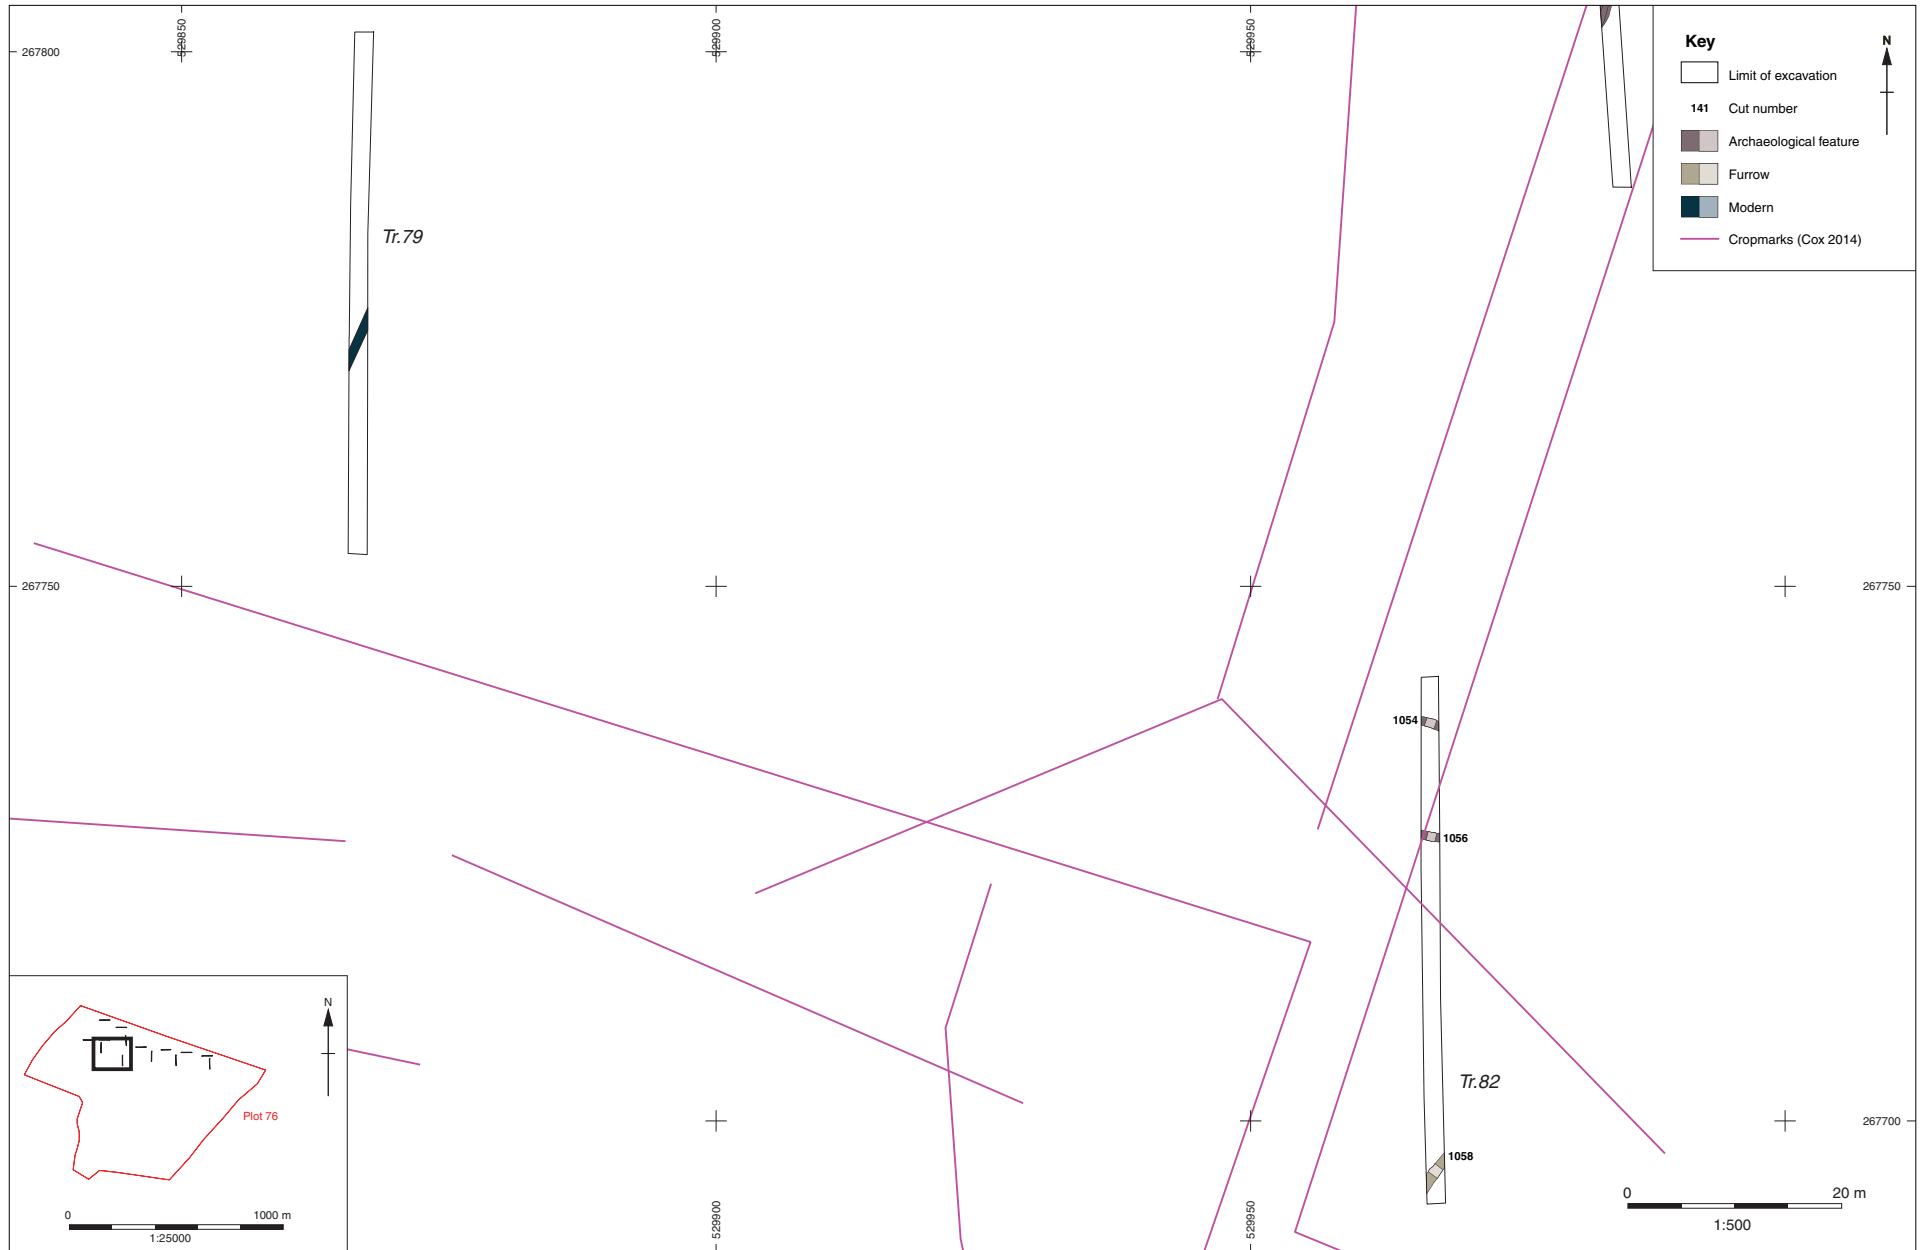 529850
529900
529950
267800
Key
N
Limit of excavation
141 Cut number
Archaeological feature
Furrow
Modern
Cropmarks (Cox 2014)
Tr.79
267750
267750
1054
1056
Tr.82
267700
1058
N
Plot 76
0 1000 m
1:25000
529900
529950
0 20 m
1:500